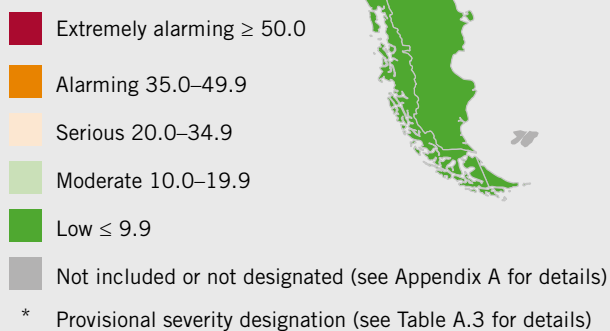 Extremely alarming ≥ 50.0
Alarming 35.0–49.9
Serious 20.0–34.9
Moderate 10.0–19.9
Low ≤ 9.9
Not included or not designated (see Appendix A for details)
* Provisional severity designation (see Table A.3 for details)